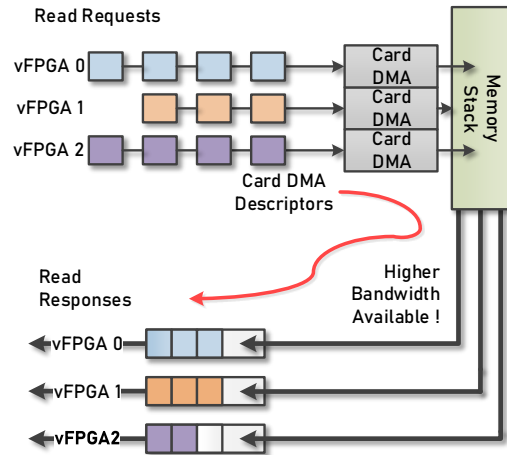 Read Requests
vFPGA 0
Card
DMA
vFPGA 1
Card
DMA
vFPGA 2
Card
DMA
Memory
Stack
Card DMA
Descriptors
Read
Responses
Higher
Bandwidth
Available !
vFPGA 0
vFPGA 1
vFPGA2